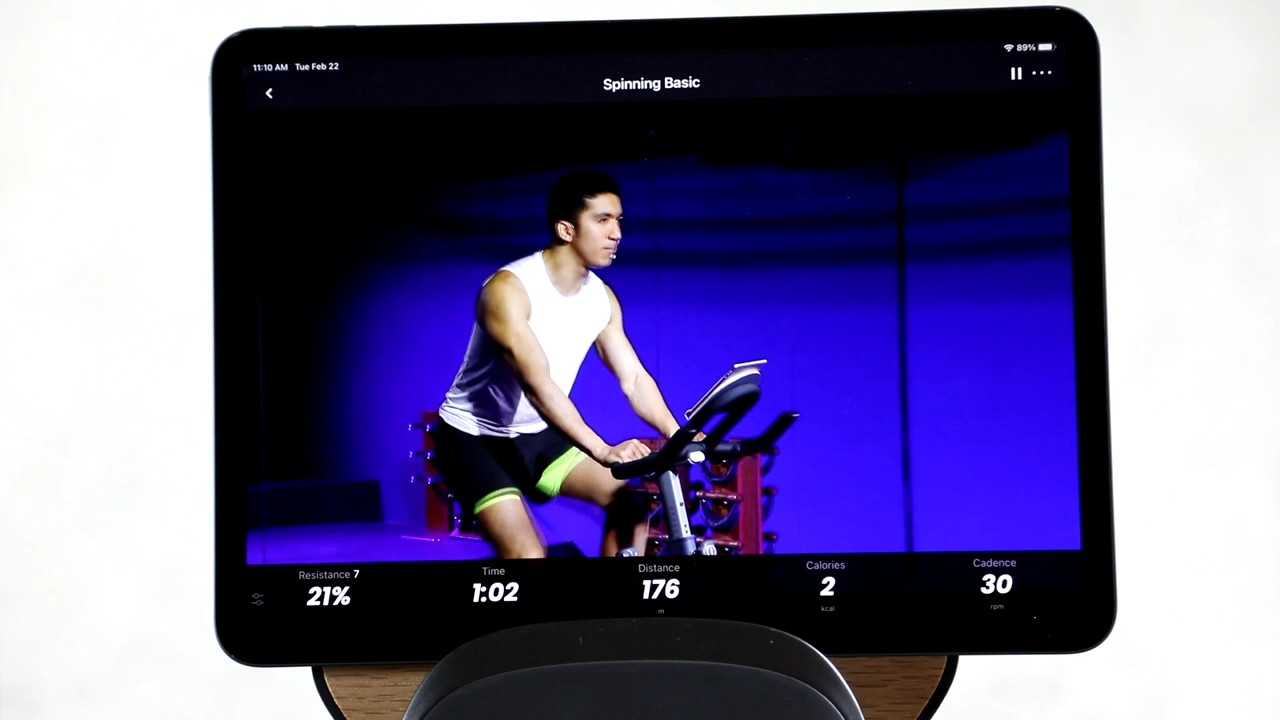 11:10 AM Tue Feb 22
89%
Spinning Basic
Resistance 7
21%
Time
1:02
Distance
176
m
Calories
2
kcal
Cadence
30
rpm